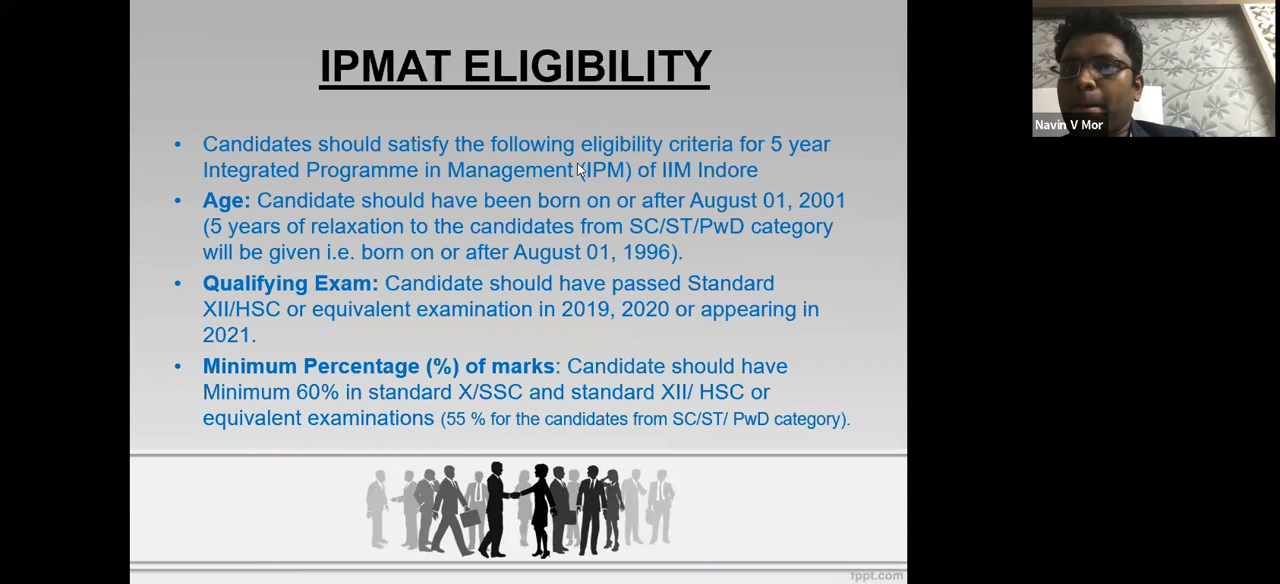 IPMAT ELIGIBILITY
• Candidates should satisfy the following eligibility criteria for 5 year
Integrated Programme in Management (IPM) of IIM Indore
• Age: Candidate should have been born on or after August 01, 2001
(5 years of relaxation to the candidates from SC/ST/PwD category
will be given i.e. born on or after August 01, 1996).
• Qualifying Exam: Candidate should have passed Standard
XII/HSC or equivalent examination in 2019, 2020 or appearing in
2021.
• Minimum Percentage (%) of marks: Candidate should have
Minimum 60% in standard X/SSC and standard XII/ HSC or
equivalent examinations (55 % for the candidates from SC/ST/ PwD category).
fppt.com
Navin V Mor